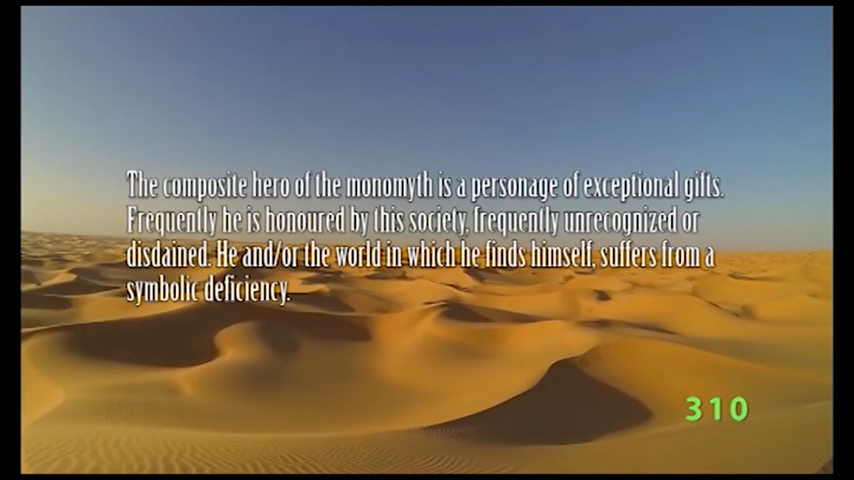 The composite hero of the monomyth is a personage of exceptional gifts.
Frequently he is honoured by this society, frequently unrecognized or
disdained. He and/or the world in which he finds himself, suffers from a
symbolic deficiency.
310